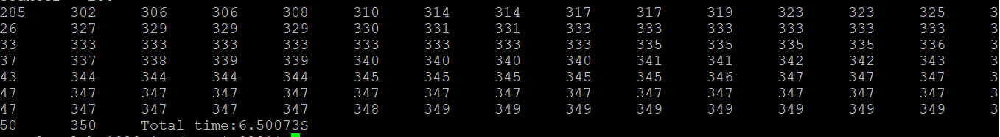 285 302 306 306 308 310 314 314 317 317 319 323 323 325 3
26 327 329 329 329 330 331 331 333 333 333 333 333 333 3
33 333 333 333 333 333 333 333 333 335 335 335 335 336 3
37 337 338 339 339 340 340 340 340 341 341 342 342 343 3
43 344 344 344 344 345 345 345 345 345 346 347 347 347 3
47 347 347 347 347 347 347 347 347 347 347 347 347 347 3
47 347 347 347 347 348 349 349 349 349 349 349 349 349 3
50 350 Total time:6.50073S